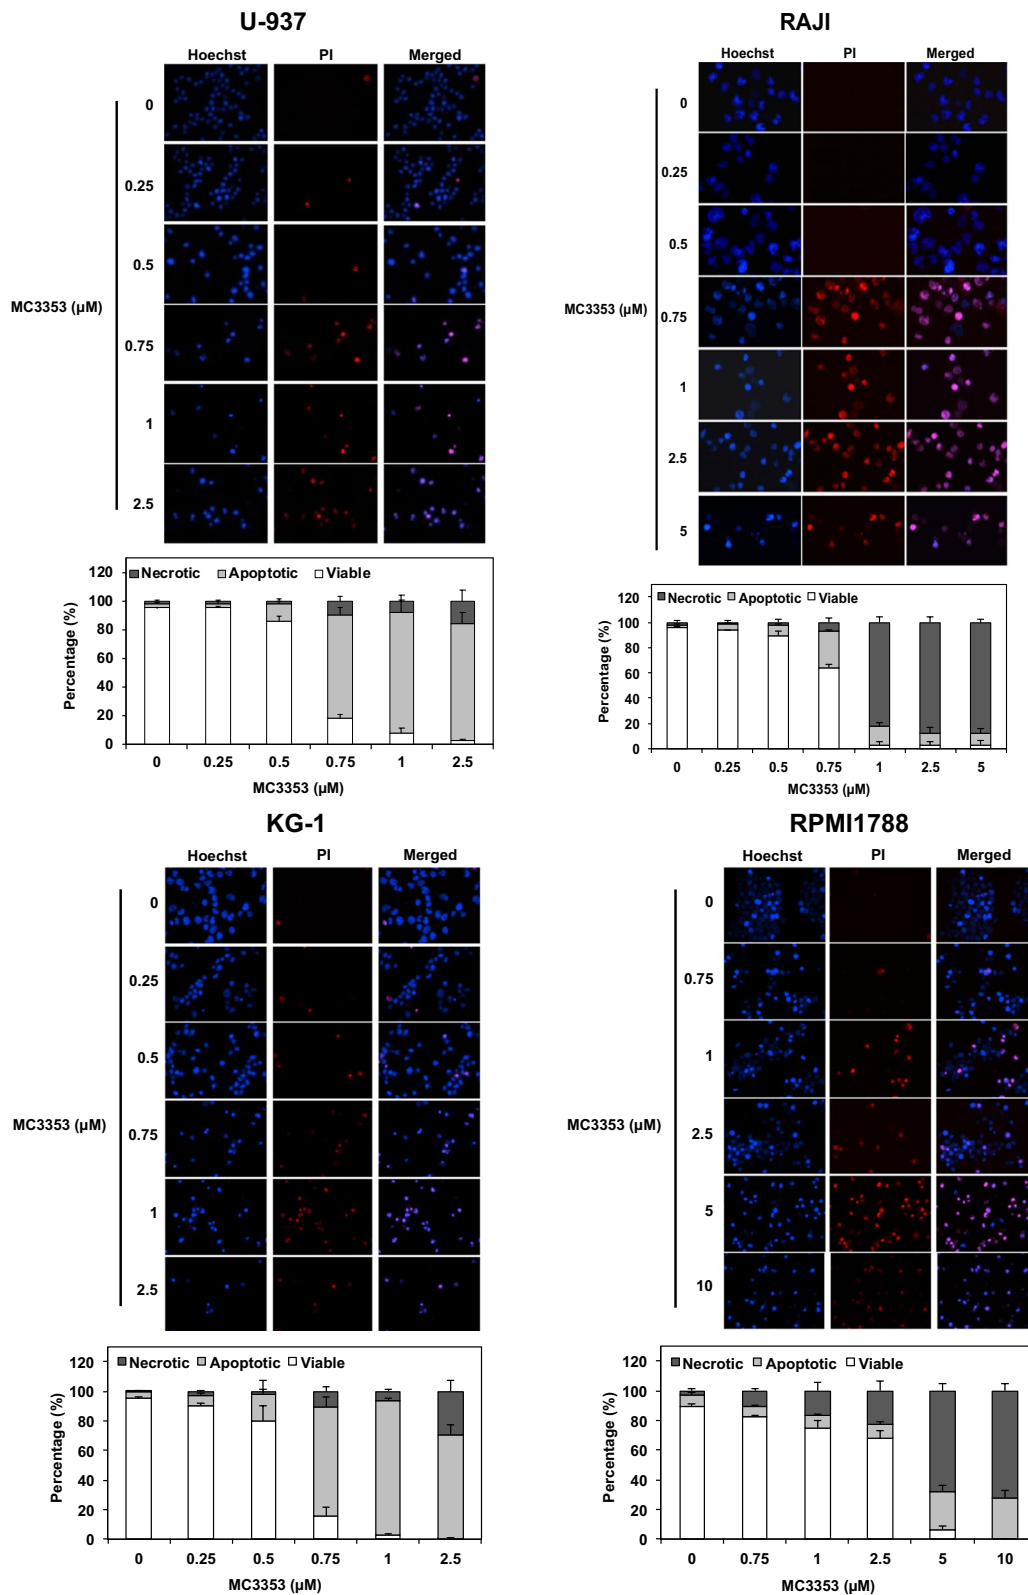 U-937
Hoechst PI Merged
0
0.25
0.5
MC3353 (µM)
0.75
1
2.5
120
100
80
60
40
20
0
Percentage (%)
Necrotic Apoptotic Viable
0 0.25 0.5 0.75 1 2.5
MC3353 (µM)
RAJI
Hoechst PI Merged
0
0.25
0.5
MC3353 (µM)
0.75
1
2.5
5
120
100
80
60
40
20
0
Percentage (%)
Necrotic Apoptotic Viable
0 0.25 0.5 0.75 1 2.5 5
MC3353 (µM)
KG-1
Hoechst PI Merged
0
0.25
0.5
MC3353 (µM)
0.75
1
2.5
120
100
80
60
40
20
0
Percentage (%)
Necrotic Apoptotic Viable
0 0.25 0.5 0.75 1 2.5
MC3353 (µM)
RPMI1788
Hoechst PI Merged
0
0.75
1
MC3353 (µM)
2.5
5
10
120
100
80
60
40
20
0
Percentage (%)
Necrotic Apoptotic Viable
0 0.75 1 2.5 5 10
MC3353 (µM)